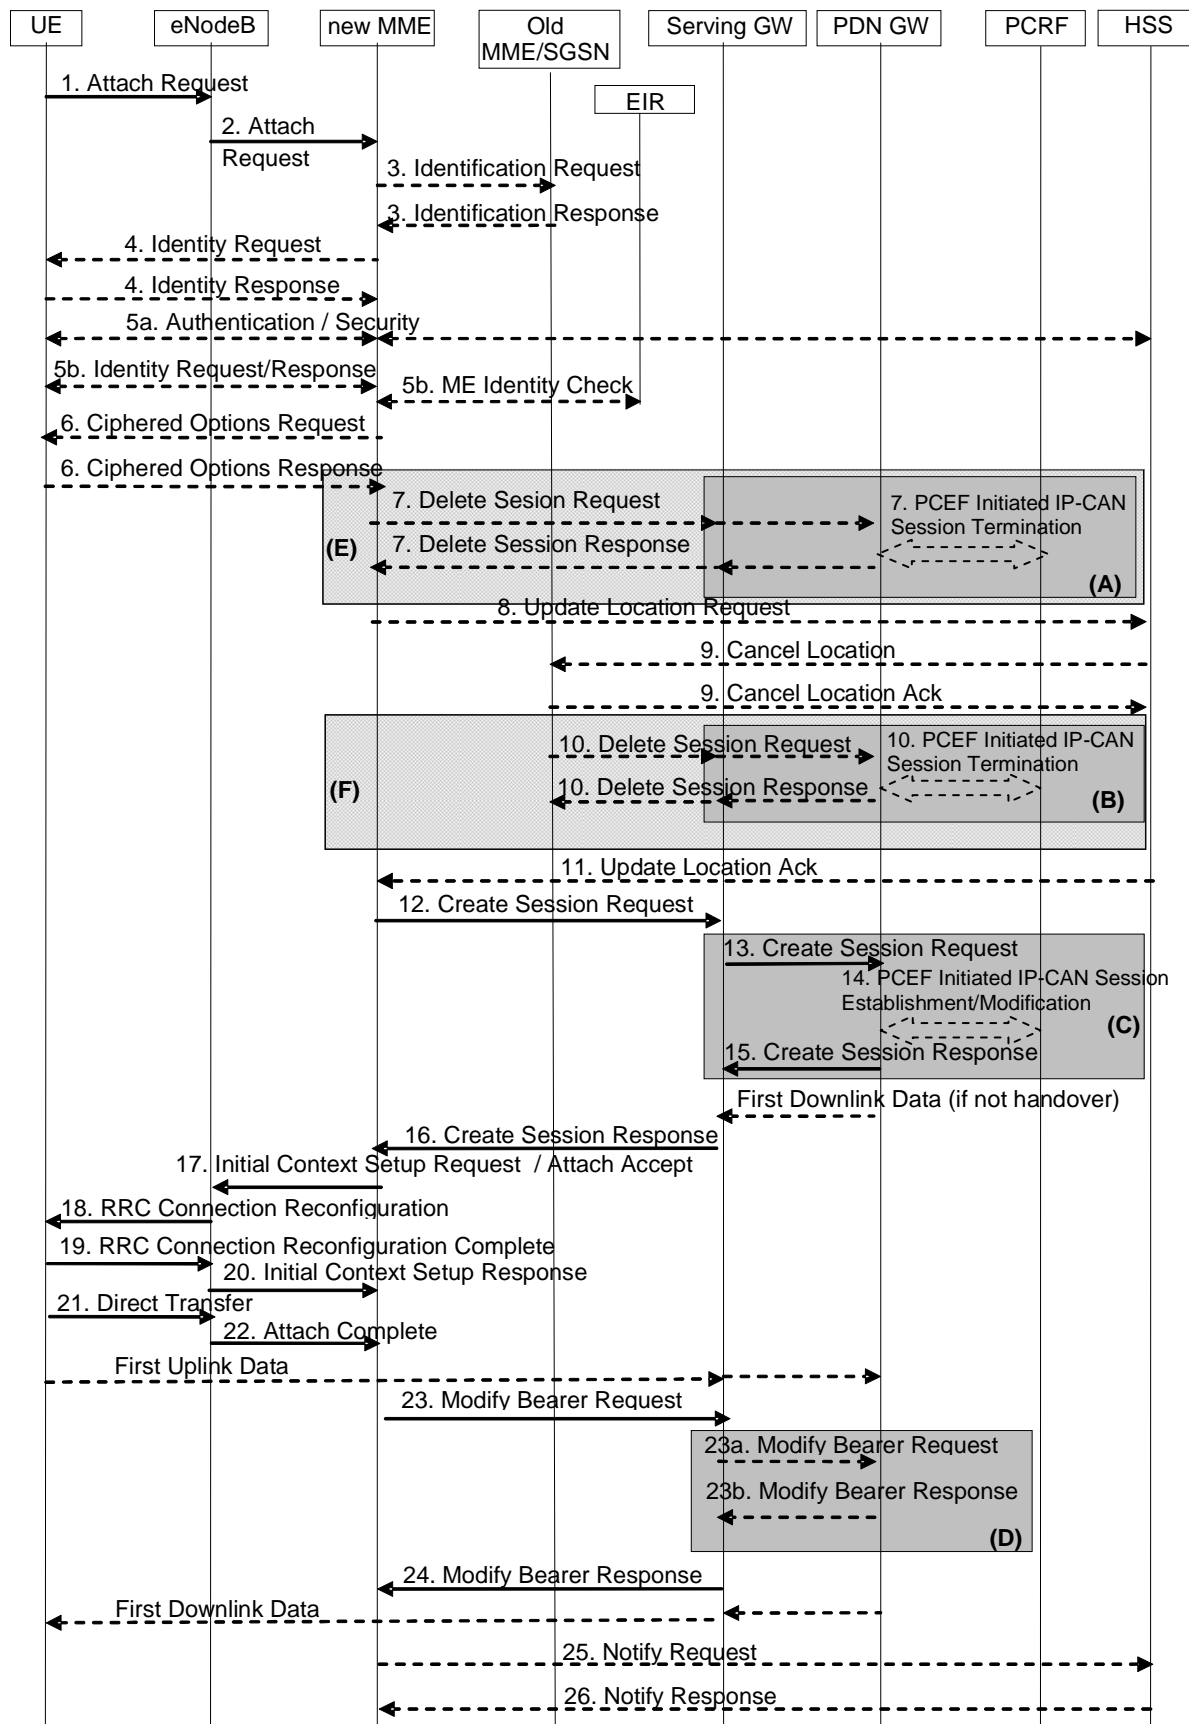 UE
eNodeB
new MME
Old
MME/SGSN
Serving GW
PDN GW
PCRF
HSS
EIR
1. Attach Request
2. Attach
Request
3. Identification Request
3. Identification Response
4. Identity Request
4. Identity Response
5a. Authentication / Security
5b. Identity Request/Response
5b. ME Identity Check
6. Ciphered Options Request
6. Ciphered Options Response
7. Delete Sesion Request
7. PCEF Initiated IP-CAN
Session Termination
(E)
7. Delete Session Response
(A)
8. Update Location Request
9. Cancel Location
9. Cancel Location Ack
10. Delete Session Request
10. PCEF Initiated IP-CAN
Session Termination
(F)
10. Delete Session Response
(B)
11. Update Location Ack
12. Create Session Request
13. Create Session Request
14. PCEF Initiated IP-CAN Session
Establishment/Modification
(C)
15. Create Session Response
First Downlink Data (if not handover)
16. Create Session Response
17. Initial Context Setup Request / Attach Accept
18. RRC Connection Reconfiguration
19. RRC Connection Reconfiguration Complete
20. Initial Context Setup Response
21. Direct Transfer
22. Attach Complete
First Uplink Data
23. Modify Bearer Request
23a. Modify Bearer Request
23b. Modify Bearer Response
(D)
24. Modify Bearer Response
First Downlink Data
25. Notify Request
26. Notify Response